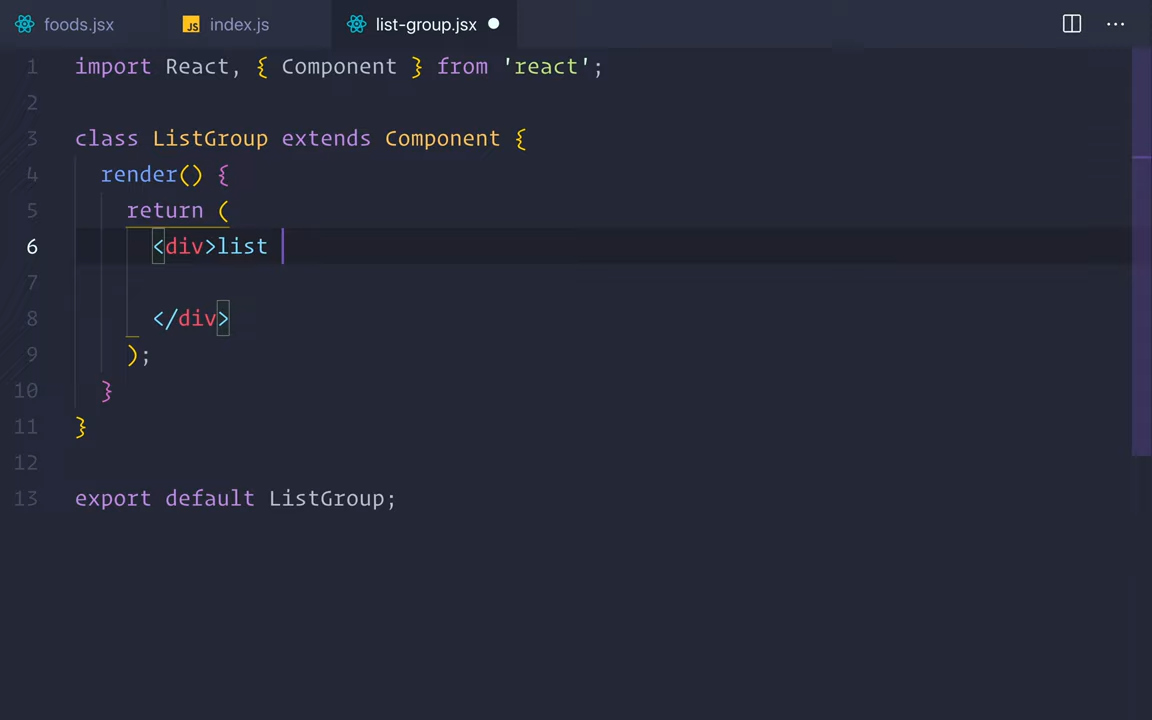 foods.jsx JS index.js list-group.jsx
1 import React, { Component } from 'react';
2
3 class ListGroup extends Component {
4 render() {
5 return (
6 <div>list
7
8 </div>
9 );
10 }
11 }
12
13 export default ListGroup;